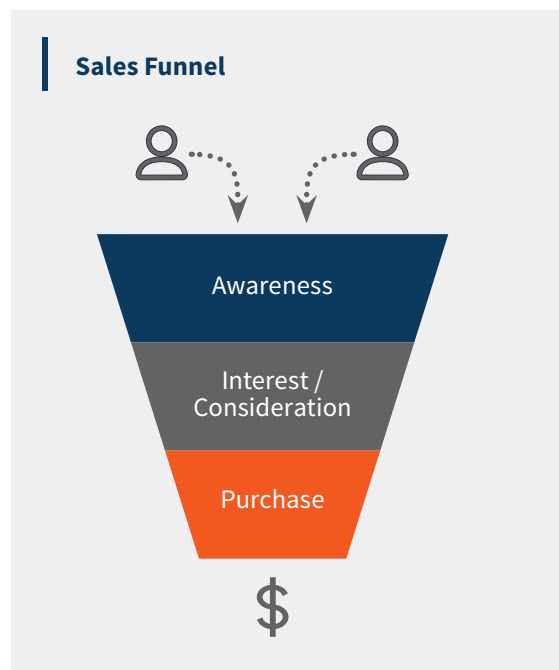 Sales Funnel
Awareness
Interest /
Consideration
Purchase
$